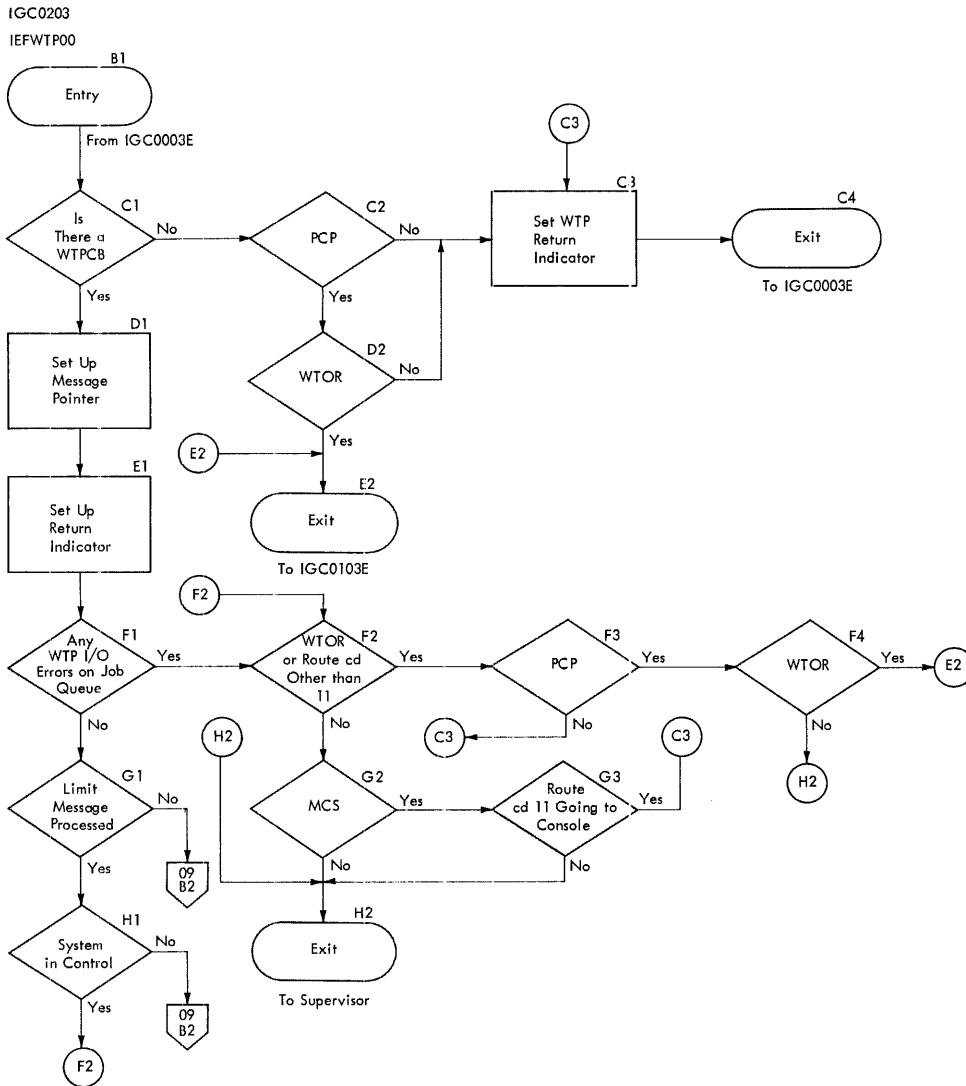 IGC0203
IEFWTP00
B1
Entry
From IGC0003E
C3
C1
Is
There a
WTPCB
No
Yes
C2
PCP
No
Yes
C3
Set WTP
Return
Indicator
C4
Exit
To IGC0003E
D1
Set Up
Message
Pointer
D2
WTOR
No
Yes
E2
E1
Set Up
Return
Indicator
E2
Exit
To IGC0103E
F2
F1
Any
WTP I/O
Errors on Job
Queue
Yes
No
F2
WTOR
or Route cd
Other than
11
Yes
No
F3
PCP
Yes
No
C3
F4
WTOR
Yes
E2
No
H2
H2
C3
G1
Limit
Message
Processed
No
09
B2
Yes
G2
MCS
Yes
No
G3
Route
cd 11 Going to
Console
Yes
No
H1
System
in Control
No
09
B2
Yes
F2
H2
Exit
To Supervisor